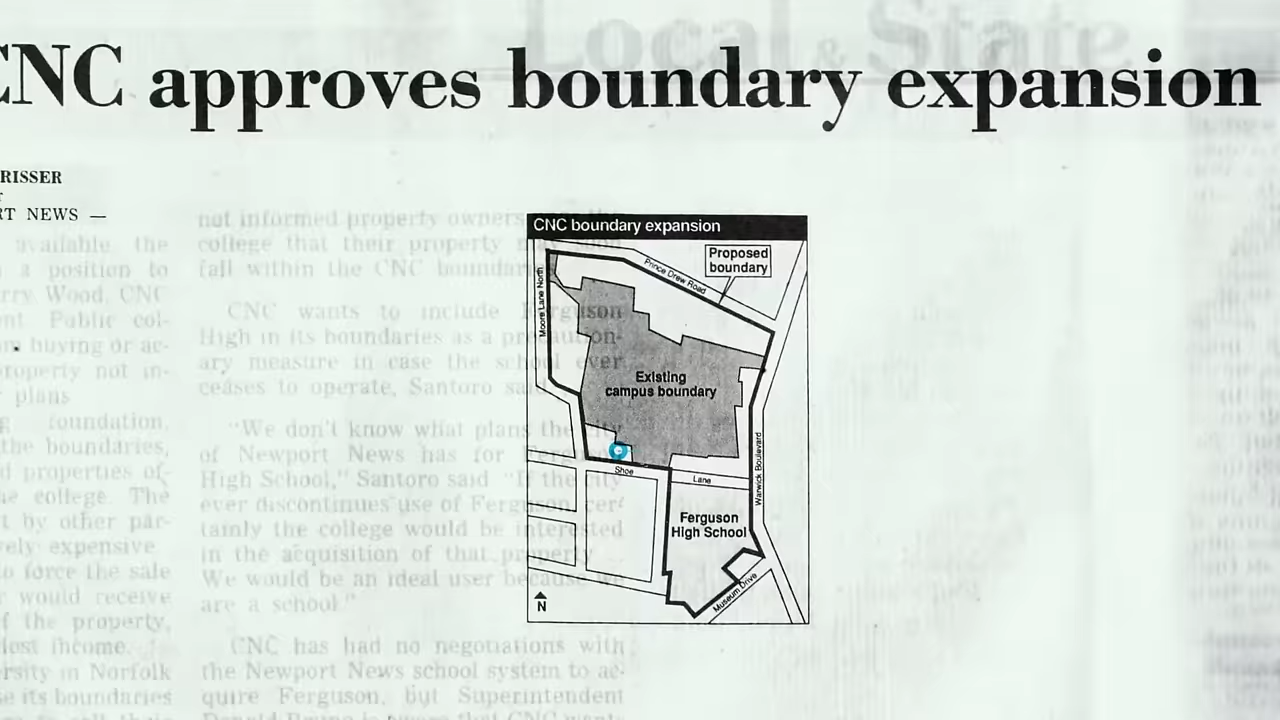 Local & State
CNC approves boundary expansion
RISSER
RT NEWS —
available, the
a position to
rry Wood, CNC
nt. Public col-
buying or ac-
roperty not in-
plans
foundation,
the boundaries,
d properties of-
e college. The
t by other par-
vely expensive
to force the sale
would receive
f the property,
lost income.
rsity in Norfolk
se its boundaries
not informed property owners
college that their property may soon
fall within the CNC boundar
CNC wants to include Ferguson
High in its boundaries as a precaution-
ary measure in case the school ever
ceases to operate, Santoro sa
"We don't know what plans the city
of Newport News has for Ferguson
High School," Santoro said. "If the city
ever discontinues use of Ferguson, cer-
tainly the college would be interested
in the acquisition of that property ...
We would be an ideal user because we
are a school."
CNC has had no negotiations with
the Newport News school system to ac-
quire Ferguson, but Superintendent
CNC boundary expansion
Proposed
boundary
Prince Drew Road
Moore Lane North
Existing
campus boundary
Warwick Boulevard
Shoe
Lane
Ferguson
High School
Museum Drive
N